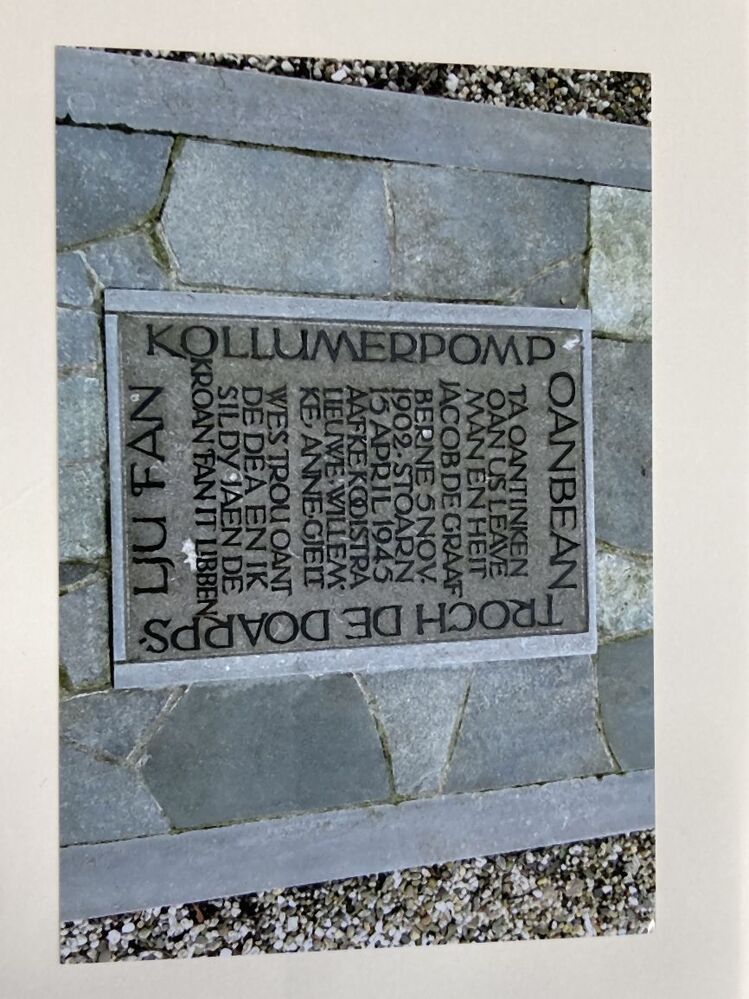 OANBEAN
TROCH DE DOARPS:
LJU FAN
KOLLUMERPOMP
TA OANTINKEN
OAN ÚS LEAVE
MAN EN HEIT
JACOB DE GRAAF
BERNE 5 NOV.
1902· STOARN
15 APRIL 1945
AAFKE KOOISTRA
LIEUWE·WILLEM·
KE· ANNE·GJELT
WES TROU OANT
DE DEA EN IK
SIL DY JAEN DE
KROAN FAN IT LIBBEN